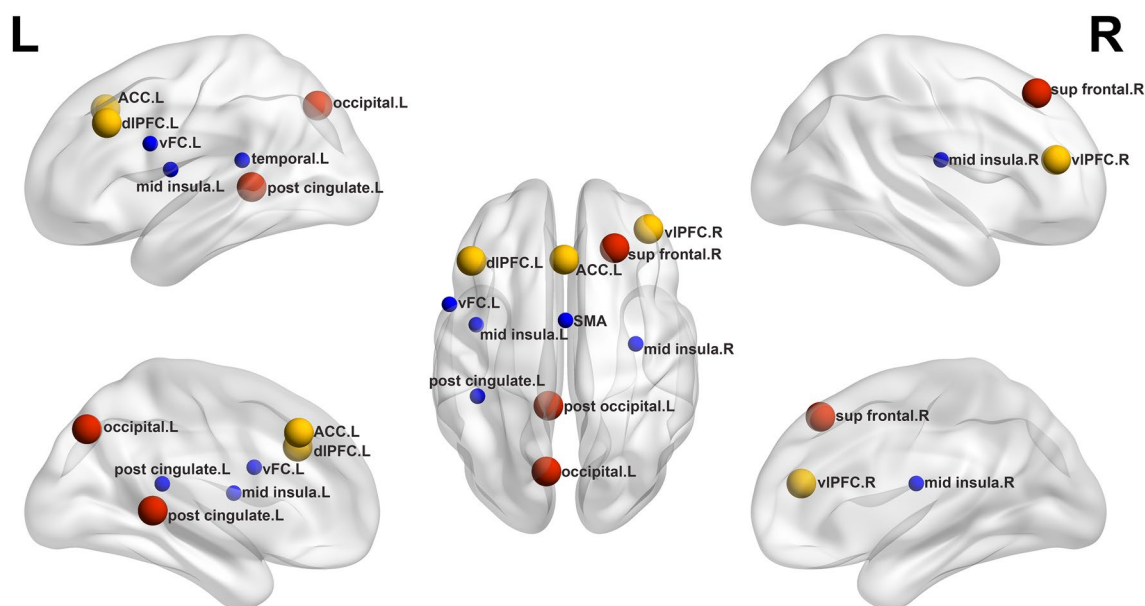 L
R
ACC.L
dlPFC.L
vFC.L
mid insula.L
temporal.L
post cingulate.L
occipital.L
sup frontal.R
vlPFC.R
mid insula.R
vlPFC.R
sup frontal.R
dlPFC.L
ACC.L
vFC.L
mid insula.L
SMA
mid insula.R
post cingulate.L
post occipital.L
occipital.L
occipital.L
ACC.L
dlPFC.L
post cingulate.L
vFC.L
mid insula.L
post cingulate.L
sup frontal.R
vlPFC.R
mid insula.R